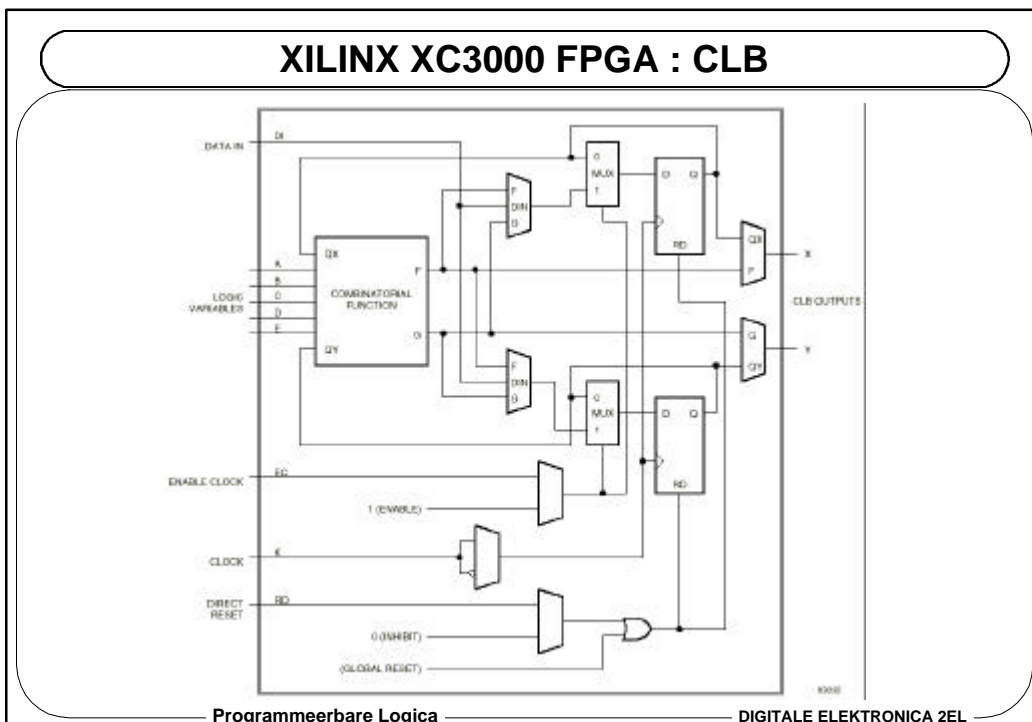 XILINX XC3000 FPGA : CLB
DI
DATA IN
0
MUX
1
D Q
RD
F
DIN
G
QX
F
X
CLB OUTPUTS
QX
A
B
C
D
E
LOGIC
VARIABLES
COMBINATORIAL
FUNCTION
F
G
QY
G
QY
Y
F
DIN
G
0
MUX
1
D Q
RD
ENABLE CLOCK
EC
1 (ENABLE)
CLOCK
K
DIRECT
RESET
RD
0 (INHIBIT)
(GLOBAL RESET)
Programmeerbare Logica
DIGITALE ELEKTRONICA 2EL